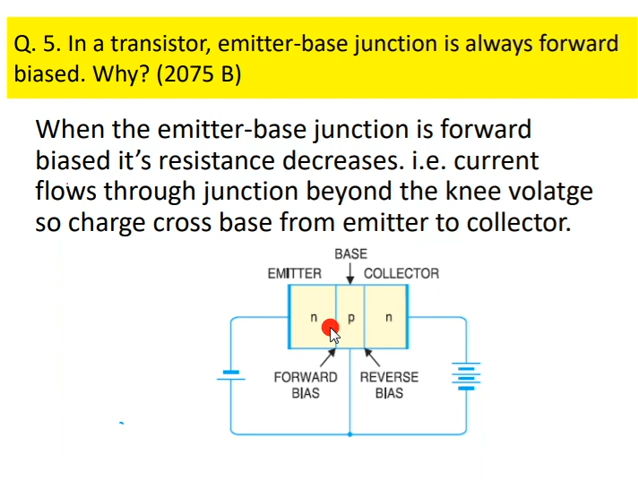 Q. 5. In a transistor, emitter-base junction is always forward
biased. Why? (2075 B)
When the emitter-base junction is forward
biased it’s resistance decreases. i.e. current
flows through junction beyond the knee volatge
so charge cross base from emitter to collector.
BASE
EMITTER COLLECTOR
n p n
FORWARD REVERSE
BIAS BIAS